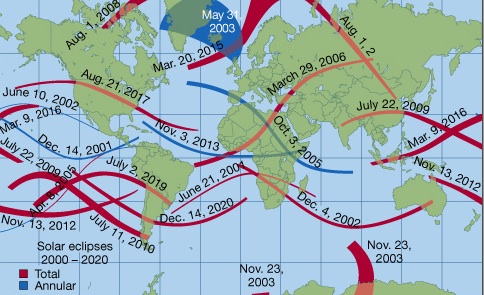 Aug. 1, 2008
May 31,
2003
Mar. 20, 2015
Aug. 1, 2
March 29, 2006
Aug. 21, 2017
June 10, 2002
Mar. 9, 2016
July 22, 2009
Dec. 14, 2001
Nov. 3, 2013
Oct. 3, 2005
July 22, 2009
Mar. 9, 2016
Nov. 13, 2012
Apr. 8, 2005
July 2, 2019
June 21, 2001
Dec. 14, 2020
Dec. 4, 2002
Nov. 13, 2012
July 11, 2010
Solar eclipses
2000 – 2020
Total
Annular
Nov. 23,
2003
Nov. 23,
2003